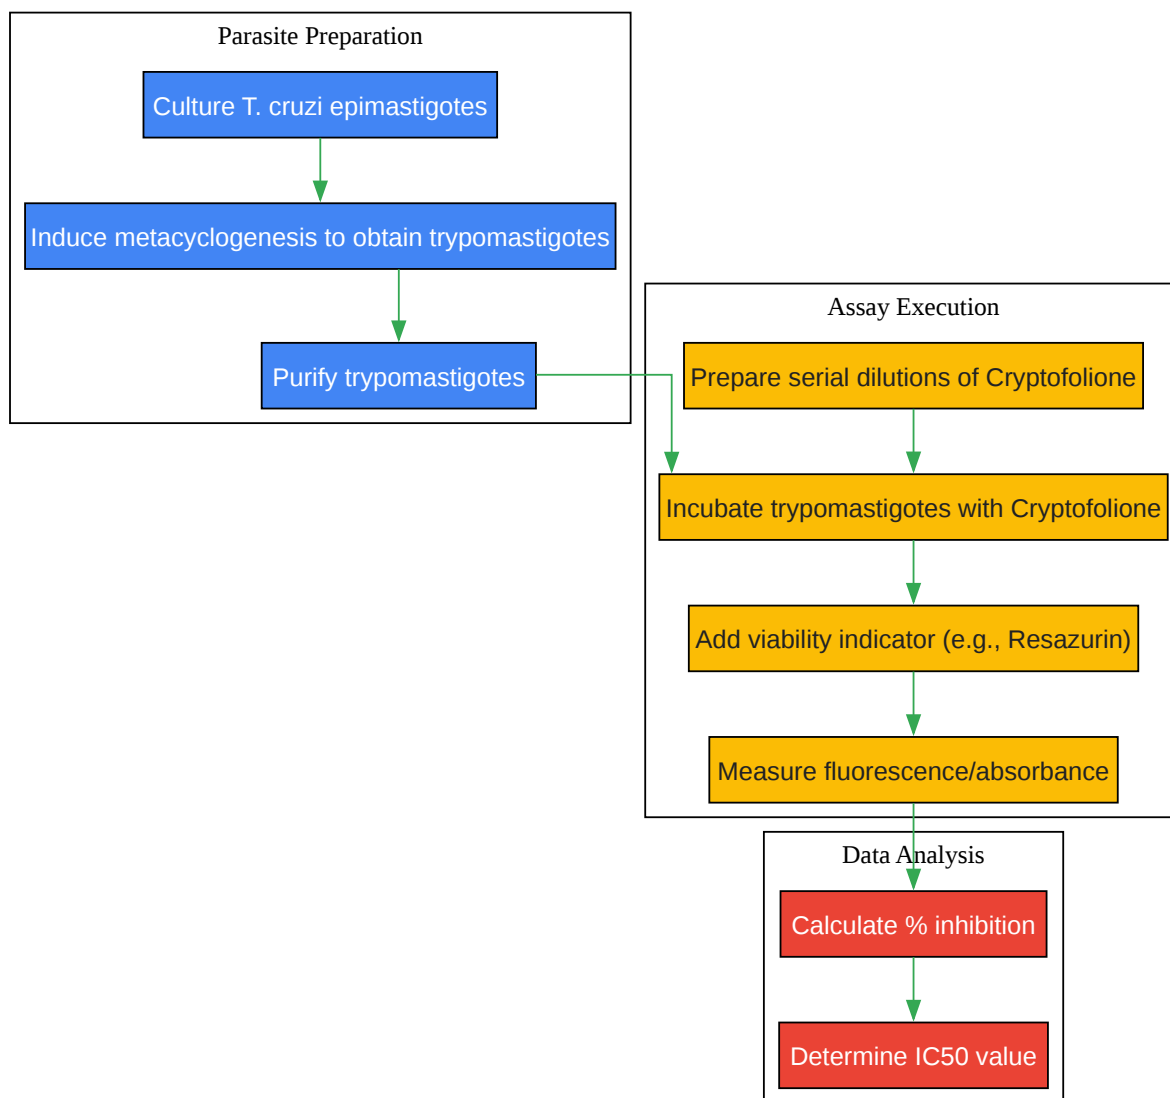 Parasite Preparation
Culture T. cruzi epimastigotes
Induce metacyclogenesis to obtain trypomastigotes
Purify trypomastigotes
Assay Execution
Prepare serial dilutions of Cryptofolione
Incubate trypomastigotes with Cryptofolione
Add viability indicator (e.g., Resazurin)
Measure fluorescence/absorbance
Data Analysis
Calculate % inhibition
Determine IC50 value